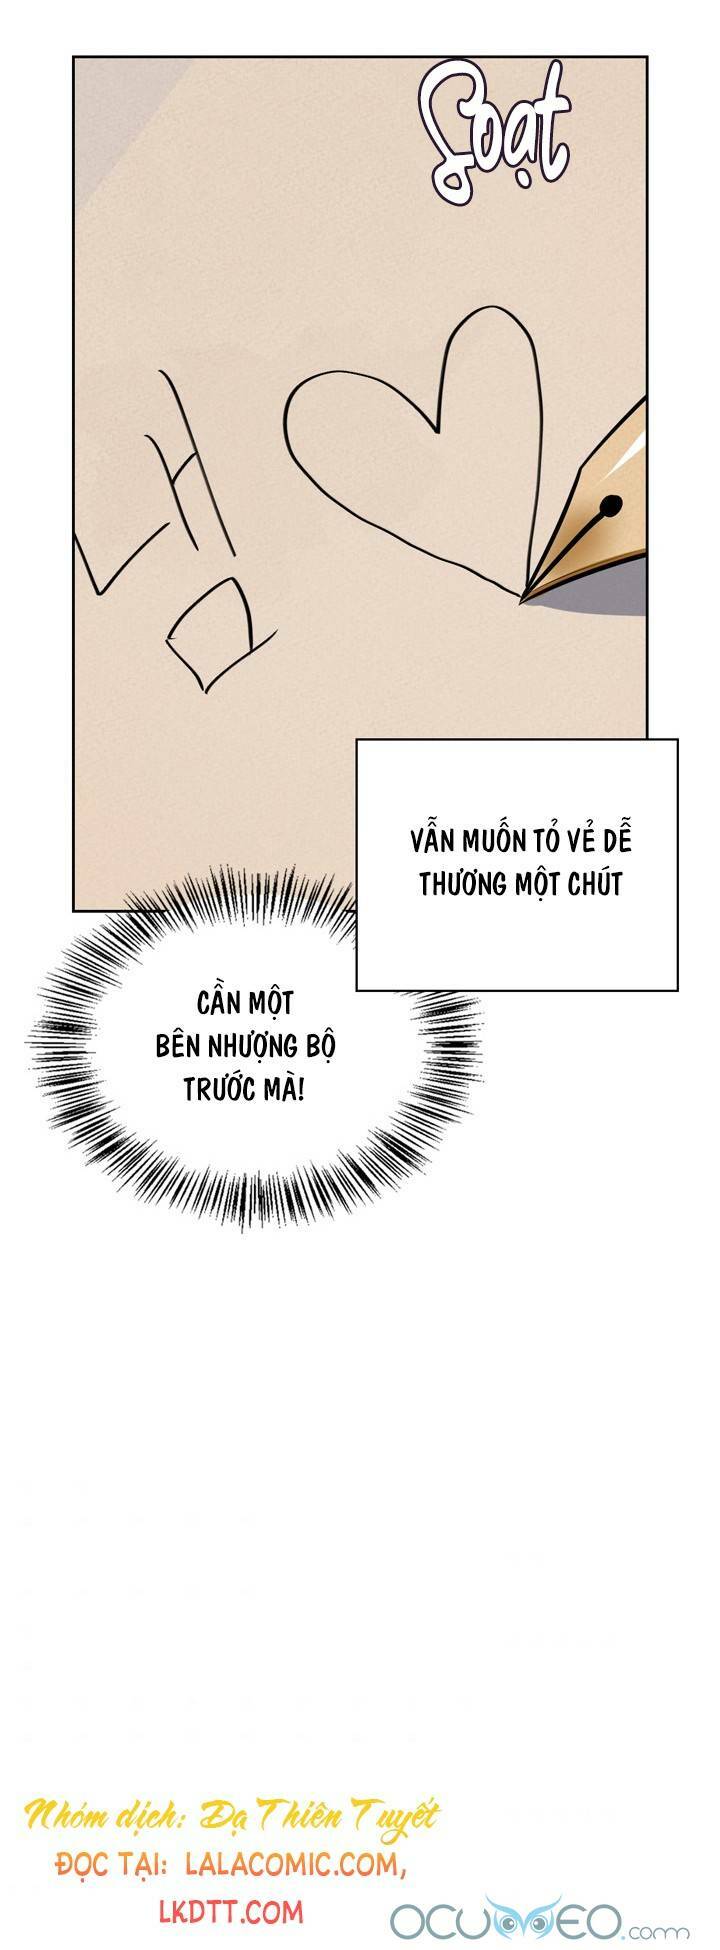 Soạt
냄
VẪN MUỐN TỎ VẺ DỄ
THƯƠNG MỘT CHÚT
CẦN MỘT
BÊN NHƯỢNG BỘ
TRƯỚC MÀ!
Nhóm dịch: Dạ Thiên Tuyết
ĐỌC TẠI: LALACOMIC.COM,
LKDTT.COM
OCUMEO.com